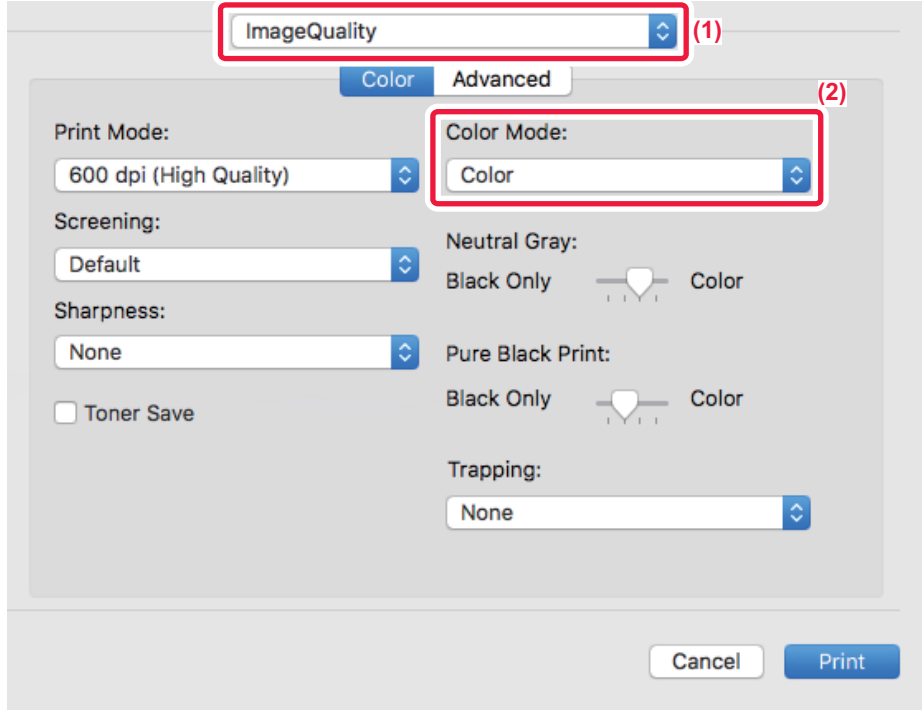 ImageQuality
(1)
Color Advanced
(2)
Print Mode:
600 dpi (High Quality)
Screening:
Default
Sharpness:
None
Toner Save
Color Mode:
Color
Neutral Gray:
Black Only Color
Pure Black Print:
Black Only Color
Trapping:
None
Cancel Print